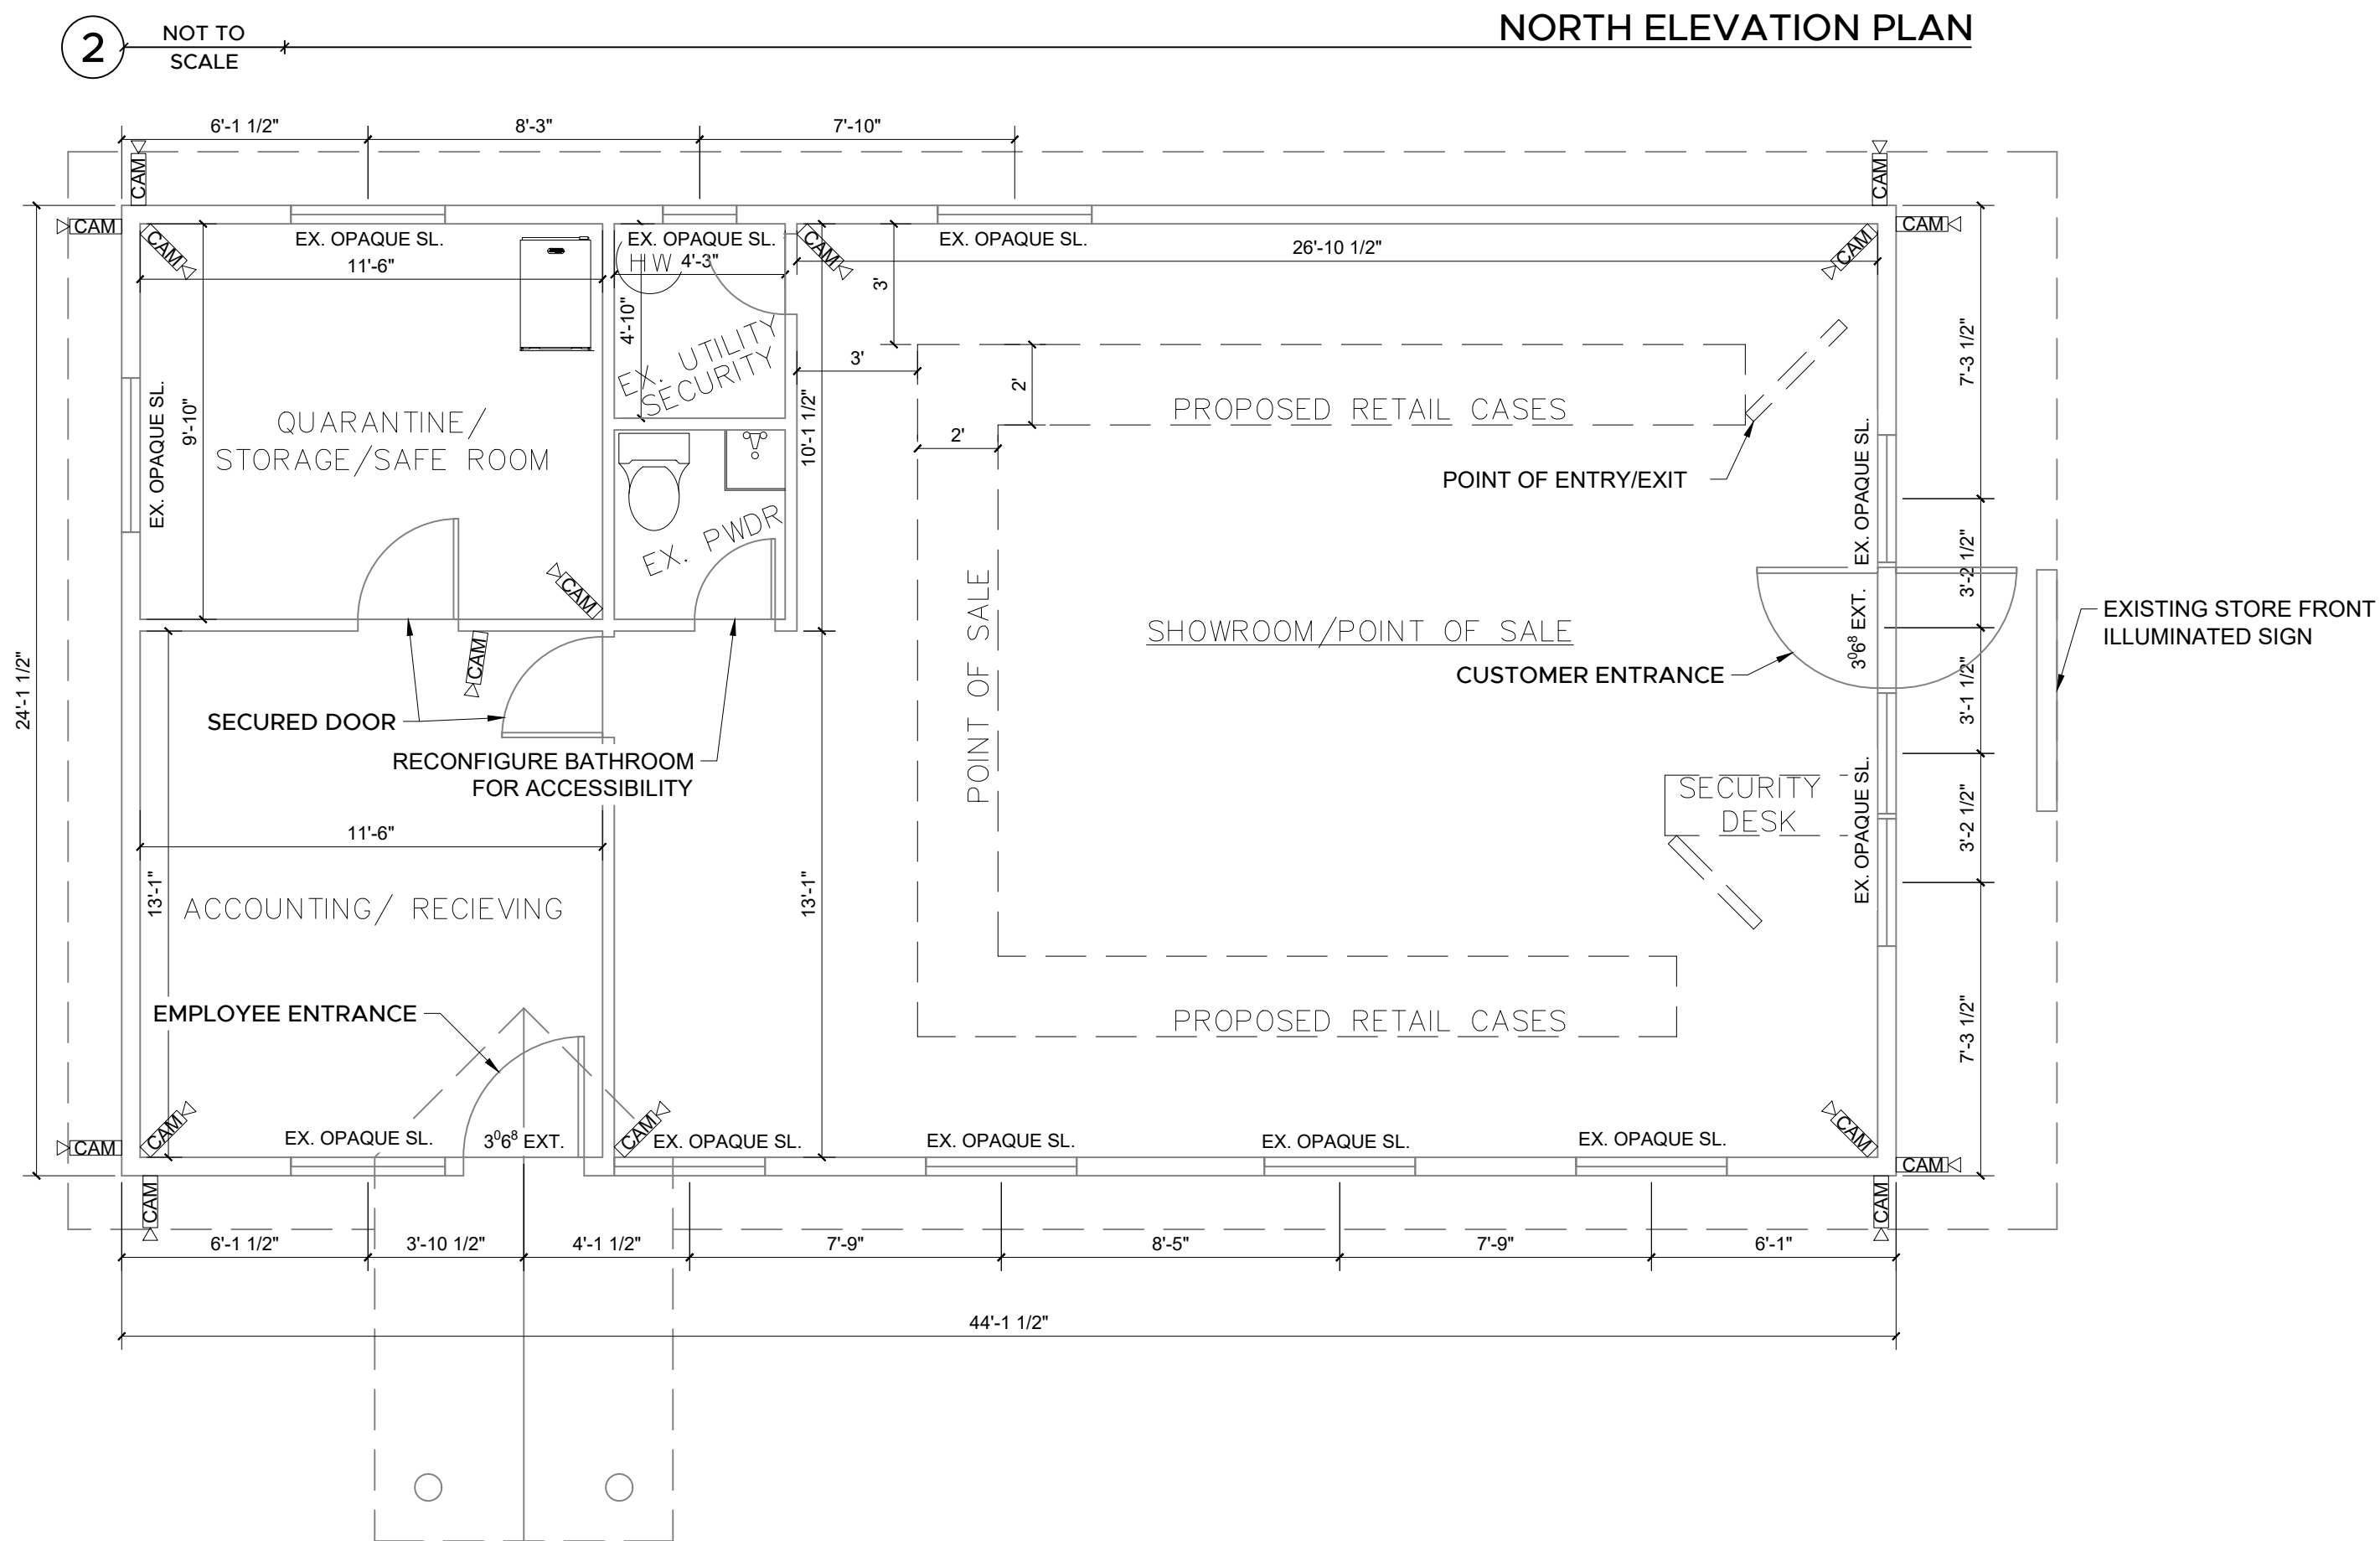 2
NOT TO
SCALE
NORTH ELEVATION PLAN
6'-1 1/2"
8'-3"
7'-10"
CAM
CAM
CAM
CAM
CAM
CAM
CAM
EX. OPAQUE SL.
EX. OPAQUE SL.
EX. OPAQUE SL.
11'-6"
HW
4'-3"
26'-10 1/2"
3'
4'-10"
EX. UTILITY
SECURITY
3'
2'
7'-3 1/2"
EX. OPAQUE SL.
9'-10"
QUARANTINE/
STORAGE/SAFE ROOM
10'-1 1/2"
2'
PROPOSED RETAIL CASES
POINT OF ENTRY/EXIT
EX. OPAQUE SL.
EX. PWDR
CAM
3'-2 1/2"
POINT OF SALE
SHOWROOM/POINT OF SALE
3⁰6⁸ EXT.
EXISTING STORE FRONT
ILLUMINATED SIGN
24'-1 1/2"
CAM
CUSTOMER ENTRANCE
3'-1 1/2"
SECURED DOOR
RECONFIGURE BATHROOM
FOR ACCESSIBILITY
SECURITY
DESK
EX. OPAQUE SL.
3'-2 1/2"
11'-6"
13'-1"
13'-1"
ACCOUNTING/ RECIEVING
EMPLOYEE ENTRANCE
PROPOSED RETAIL CASES
7'-3 1/2"
CAM
CAM
CAM
CAM
CAM
EX. OPAQUE SL.
3⁰6⁸ EXT.
EX. OPAQUE SL.
EX. OPAQUE SL.
EX. OPAQUE SL.
EX. OPAQUE SL.
CAM
CAM
6'-1 1/2"
3'-10 1/2"
4'-1 1/2"
7'-9"
8'-5"
7'-9"
6'-1"
44'-1 1/2"